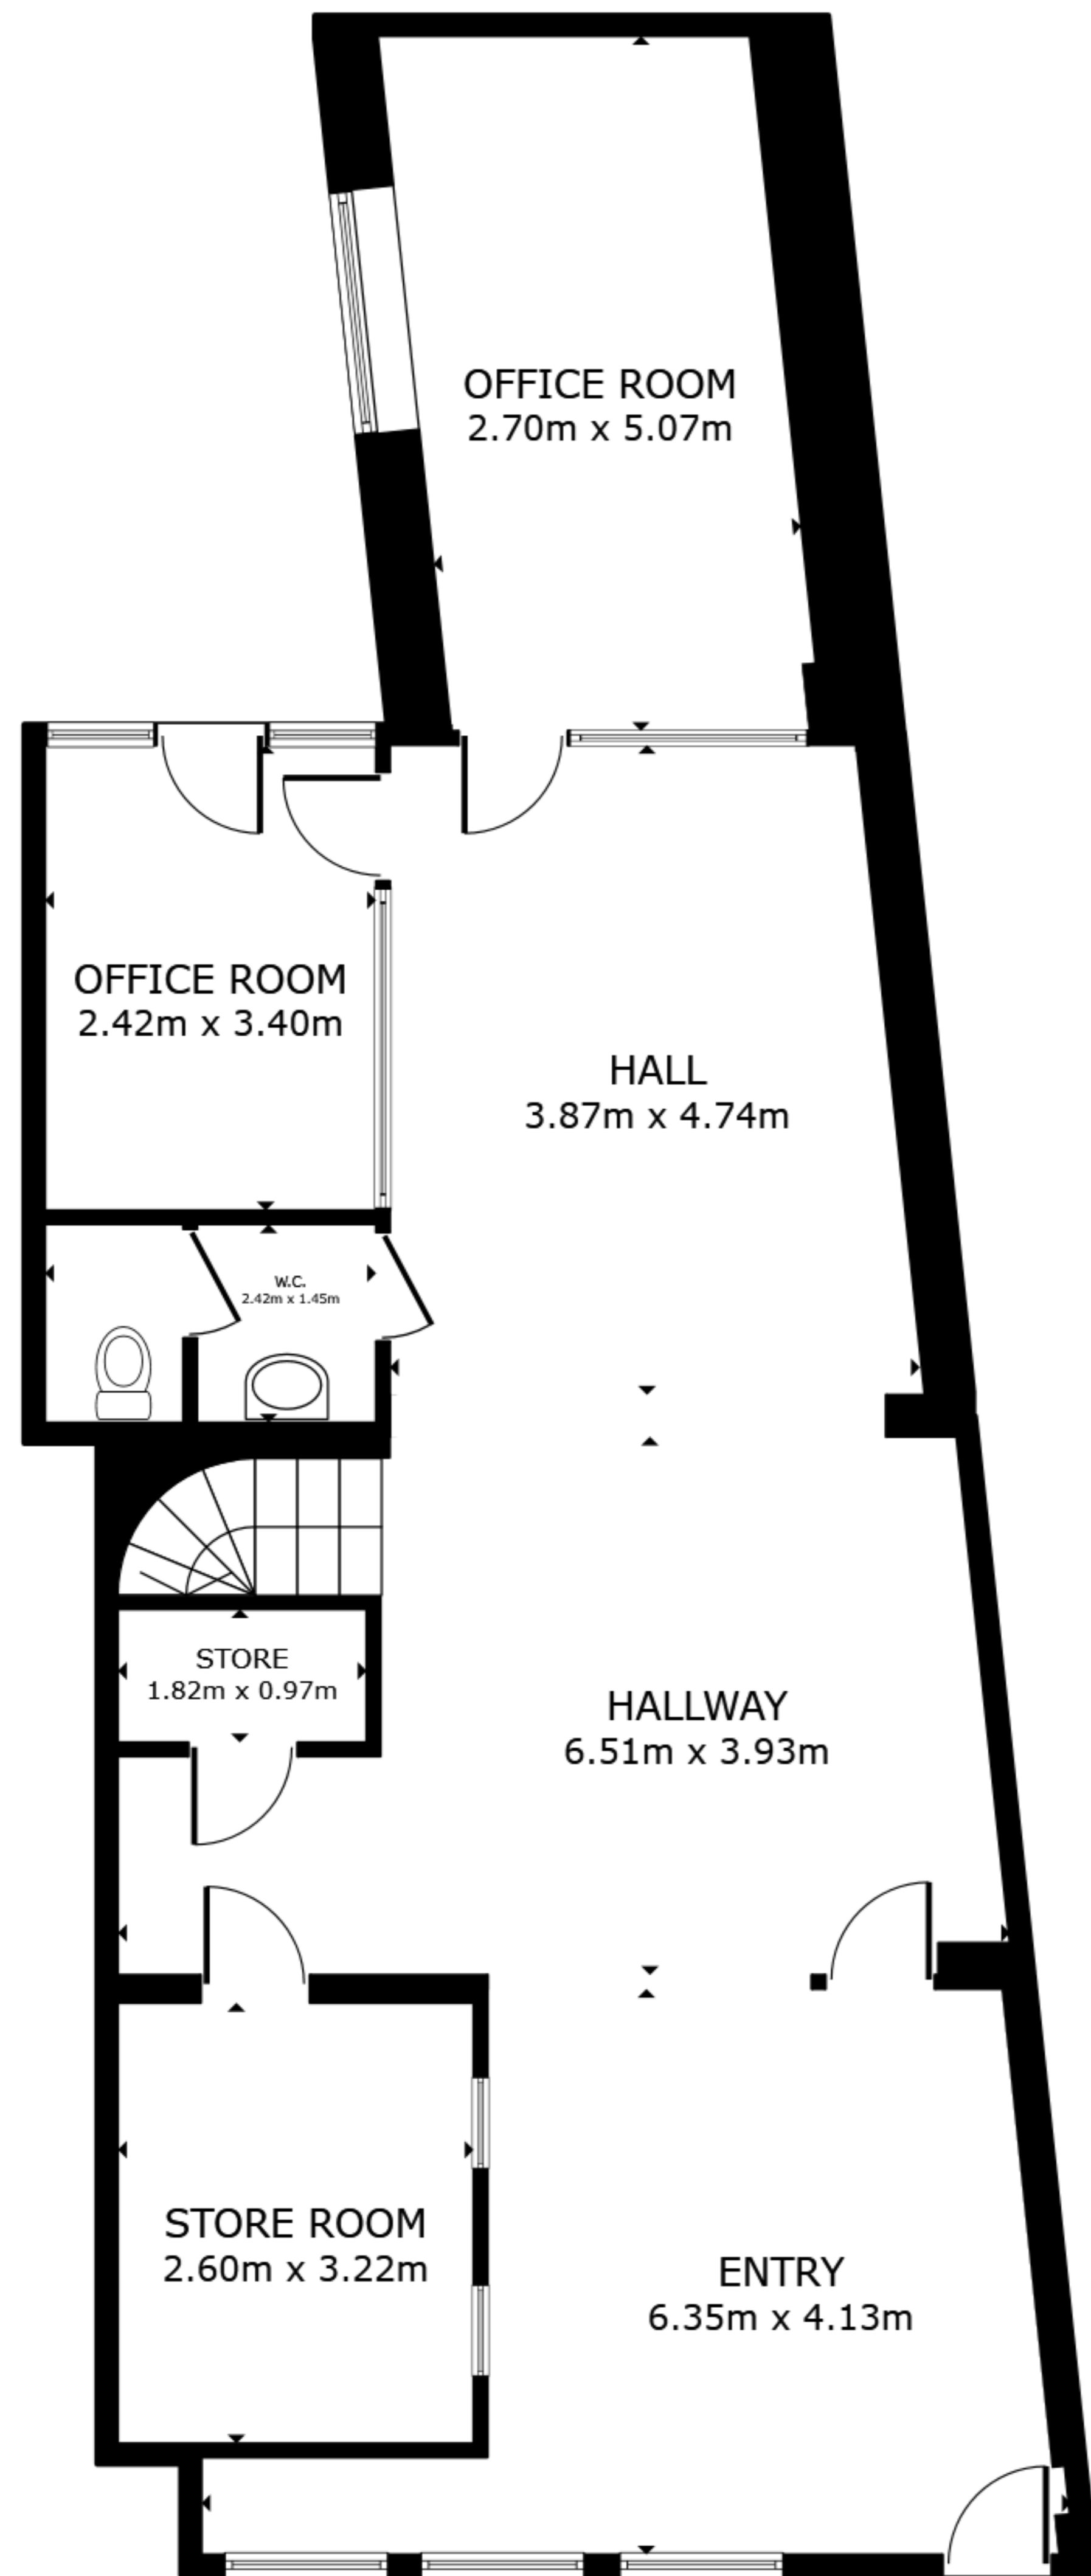 OFFICE ROOM
2.70m x 5.07m
OFFICE ROOM
2.42m x 3.40m
HALL
3.87m x 4.74m
W.C.
2.42m x 1.45m
STORE
1.82m x 0.97m
HALLWAY
6.51m x 3.93m
STORE ROOM
2.60m x 3.22m
ENTRY
6.35m x 4.13m